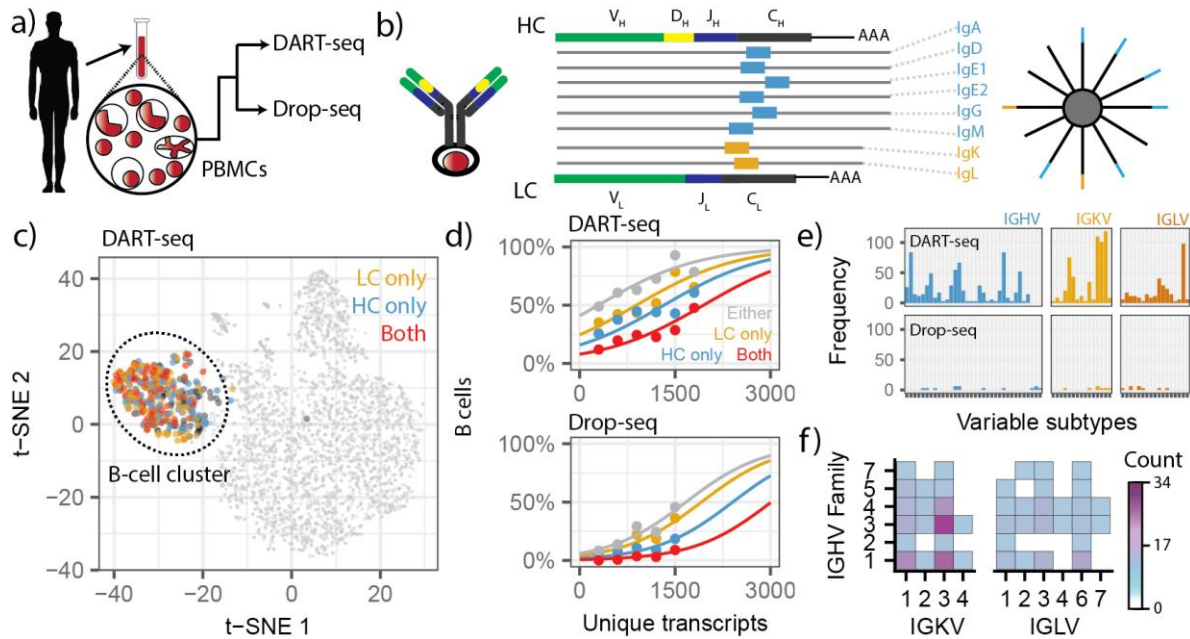 a)
DART-seq
Drop-seq
PBMCs
b)
HC
V_H D_H J_H C_H
AAA
IgA
IgD
IgE1
IgE2
IgG
IgM
IgK
IgL
AAA
LC
V_L J_L C_L
c)
DART-seq
LC only
HC only
Both
B-cell cluster
40
20
0
−20
−40
t−SNE 2
−40 −20 0 20
t−SNE 1
d)
DART-seq
100%
50%
0%
Either
LC only
HC only Both
0 1500 3000
B cells
Drop-seq
100%
50%
0%
0 1500 3000
Unique transcripts
e)
IGHV IGKV IGLV
DART-seq
100
50
0
Frequency
Drop-seq
100
50
0
Variable subtypes
f)
IGHV Family
7
5
4
3
2
1
1 2 3 4
IGKV
1 2 3 4 6 7
IGLV
Count
34
17
0